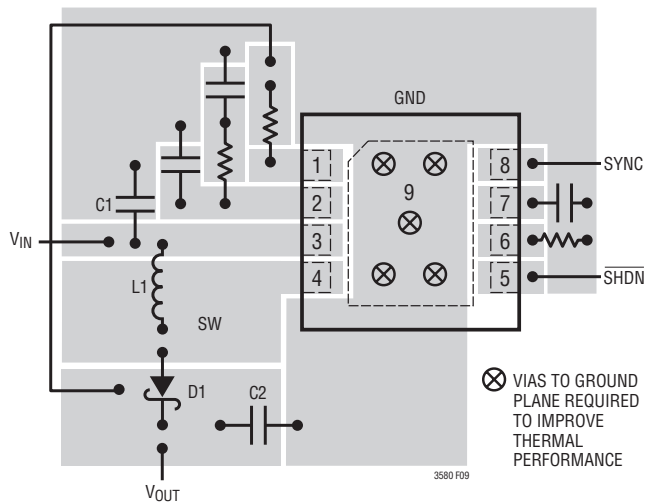 GND
1
2
3
4
9
8
7
6
5
SYNC
SHDN
C1
VIN
L1
SW
D1
C2
VOUT
VIAS TO GROUND
PLANE REQUIRED
TO IMPROVE
THERMAL
PERFORMANCE
3580 F09